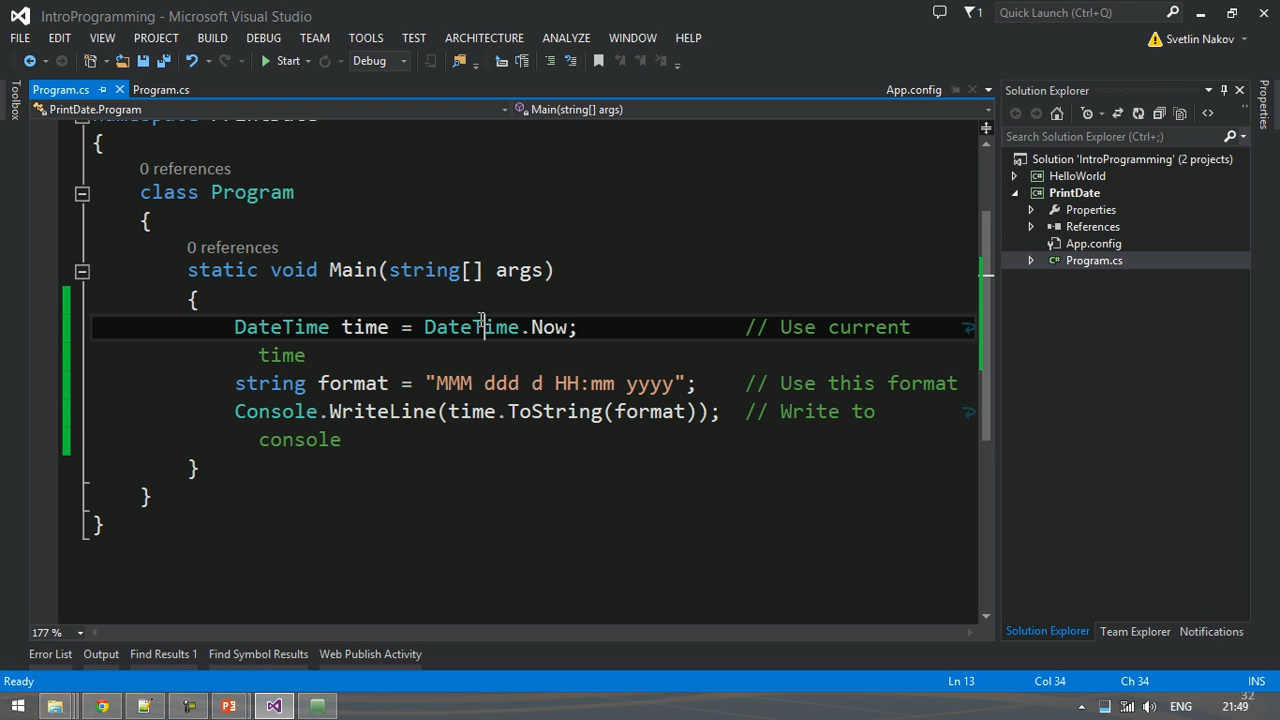 IntroProgramming - Microsoft Visual Studio
1
Quick Launch (Ctrl+Q)
FILE EDIT VIEW PROJECT BUILD DEBUG TEAM TOOLS TEST ARCHITECTURE ANALYZE WINDOW HELP
Svetlin Nakov
Start Debug
Toolbox
Program.cs
Program.cs
App.config
PrintDate.Program
Main(string[] args)
{
0 references
class Program
{
0 references
static void Main(string[] args)
{
DateTime time = DateTime.Now; // Use current
time
string format = "MMM ddd d HH:mm yyyy"; // Use this format
Console.WriteLine(time.ToString(format)); // Write to
console
}
}
}
177 %
Solution Explorer
Search Solution Explorer (Ctrl+;)
Solution 'IntroProgramming' (2 projects)
HelloWorld
PrintDate
Properties
References
App.config
Program.cs
Solution Explorer Team Explorer Notifications
Properties
Error List Output Find Results 1 Find Symbol Results Web Publish Activity
Ready
Ln 13 Col 34 Ch 34 INS
ENG
32
21:49